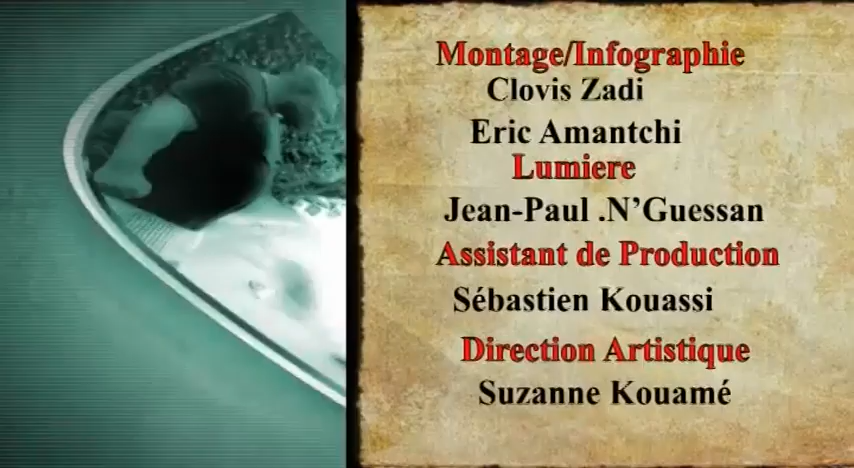 Montage/Infographie
Clovis Zadi
Eric Amantchi
Lumiere
Jean-Paul .N’Guessan
Assistant de Production
Sébastien Kouassi
Direction Artistique
Suzanne Kouamé